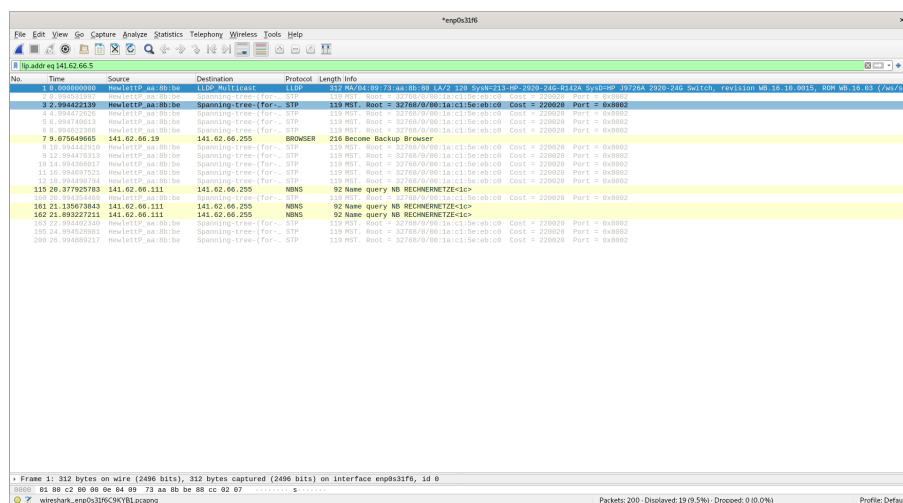 *enp0s31f6
File Edit View Go Capture Analyze Statistics Telephony Wireless Tools Help
!ip.addr eq 141.62.66.5
No. Time Source Destination Protocol Length Info
1 0.000000000 HewlettP_aa:8b:be LLDP_Multicast LLDP 312 MA/04:09:73:aa:8b:80 LA/2 120 SysN=213-HP-2920-24G-R142A SysD=HP J9726A 2920-24G Switch, revision WB.16.10.0015, ROM WB.16.03 (/ws/s
2 0.994531997 HewlettP_aa:8b:be Spanning-tree-(for-… STP 119 MST. Root = 32768/0/00:1a:c1:5e:eb:c0 Cost = 220020 Port = 0x8002
3 2.994422139 HewlettP_aa:8b:be Spanning-tree-(for-… STP 119 MST. Root = 32768/0/00:1a:c1:5e:eb:c0 Cost = 220020 Port = 0x8002
4 4.994472626 HewlettP_aa:8b:be Spanning-tree-(for-… STP 119 MST. Root = 32768/0/00:1a:c1:5e:eb:c0 Cost = 220020 Port = 0x8002
5 6.994740613 HewlettP_aa:8b:be Spanning-tree-(for-… STP 119 MST. Root = 32768/0/00:1a:c1:5e:eb:c0 Cost = 220020 Port = 0x8002
6 8.994622388 HewlettP_aa:8b:be Spanning-tree-(for-… STP 119 MST. Root = 32768/0/00:1a:c1:5e:eb:c0 Cost = 220020 Port = 0x8002
7 9.075649665 141.62.66.19 141.62.66.255 BROWSER 216 Become Backup Browser
8 10.994442910 HewlettP_aa:8b:be Spanning-tree-(for-… STP 119 MST. Root = 32768/0/00:1a:c1:5e:eb:c0 Cost = 220020 Port = 0x8002
9 12.994476313 HewlettP_aa:8b:be Spanning-tree-(for-… STP 119 MST. Root = 32768/0/00:1a:c1:5e:eb:c0 Cost = 220020 Port = 0x8002
10 14.994368017 HewlettP_aa:8b:be Spanning-tree-(for-… STP 119 MST. Root = 32768/0/00:1a:c1:5e:eb:c0 Cost = 220020 Port = 0x8002
11 16.994697521 HewlettP_aa:8b:be Spanning-tree-(for-… STP 119 MST. Root = 32768/0/00:1a:c1:5e:eb:c0 Cost = 220020 Port = 0x8002
12 18.994498794 HewlettP_aa:8b:be Spanning-tree-(for-… STP 119 MST. Root = 32768/0/00:1a:c1:5e:eb:c0 Cost = 220020 Port = 0x8002
115 20.377925783 141.62.66.111 141.62.66.255 NBNS 92 Name query NB RECHNERNETZE<1c>
160 20.994354469 HewlettP_aa:8b:be Spanning-tree-(for-… STP 119 MST. Root = 32768/0/00:1a:c1:5e:eb:c0 Cost = 220020 Port = 0x8002
161 21.135673843 141.62.66.111 141.62.66.255 NBNS 92 Name query NB RECHNERNETZE<1c>
162 21.893227211 141.62.66.111 141.62.66.255 NBNS 92 Name query NB RECHNERNETZE<1c>
163 22.994602340 HewlettP_aa:8b:be Spanning-tree-(for-… STP 119 MST. Root = 32768/0/00:1a:c1:5e:eb:c0 Cost = 220020 Port = 0x8002
195 24.994528981 HewlettP_aa:8b:be Spanning-tree-(for-… STP 119 MST. Root = 32768/0/00:1a:c1:5e:eb:c0 Cost = 220020 Port = 0x8002
200 26.994689217 HewlettP_aa:8b:be Spanning-tree-(for-… STP 119 MST. Root = 32768/0/00:1a:c1:5e:eb:c0 Cost = 220020 Port = 0x8002
Frame 1: 312 bytes on wire (2496 bits), 312 bytes captured (2496 bits) on interface enp0s31f6, id 0
0000 01 80 c2 00 00 0e 04 09 73 aa 8b be 88 cc 02 07 ········ s·······
wireshark_enp0s31f6C9KYB1.pcapng Packets: 200 · Displayed: 19 (9.5%) · Dropped: 0 (0.0%) Profile: Defau